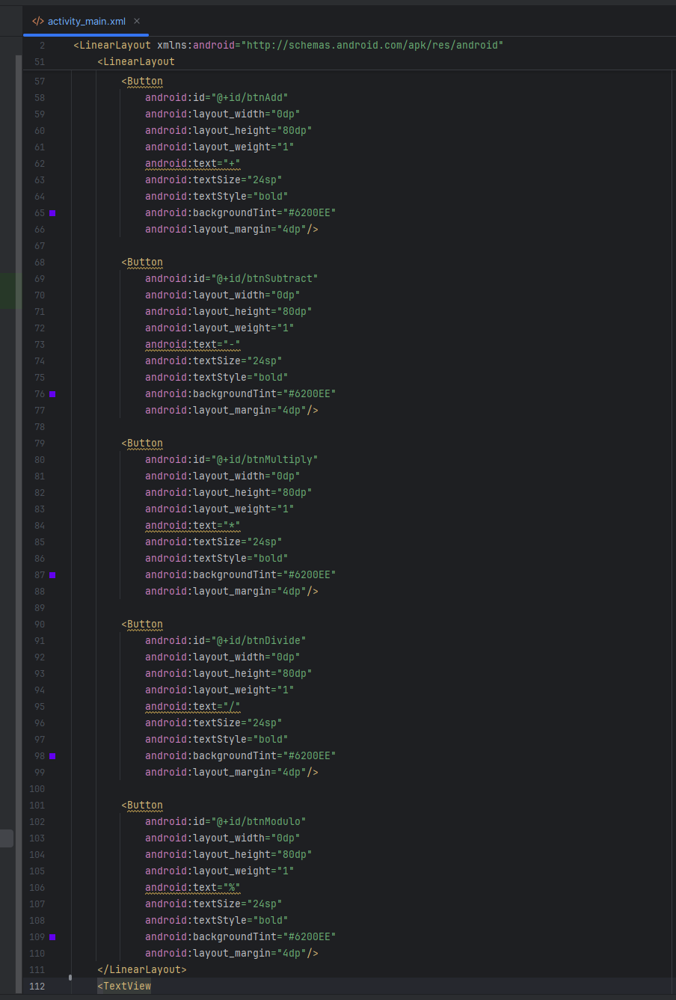 </> activity_main.xml ×
2 <LinearLayout xmlns:android="http://schemas.android.com/apk/res/android"
51 <LinearLayout
57 <Button
58 android:id="@+id/btnAdd"
59 android:layout_width="0dp"
60 android:layout_height="80dp"
61 android:layout_weight="1"
62 android:text="+"
63 android:textSize="24sp"
64 android:textStyle="bold"
65 android:backgroundTint="#6200EE"
66 android:layout_margin="4dp"/>
67
68 <Button
69 android:id="@+id/btnSubtract"
70 android:layout_width="0dp"
71 android:layout_height="80dp"
72 android:layout_weight="1"
73 android:text="-"
74 android:textSize="24sp"
75 android:textStyle="bold"
76 android:backgroundTint="#6200EE"
77 android:layout_margin="4dp"/>
78
79 <Button
80 android:id="@+id/btnMultiply"
81 android:layout_width="0dp"
82 android:layout_height="80dp"
83 android:layout_weight="1"
84 android:text="*"
85 android:textSize="24sp"
86 android:textStyle="bold"
87 android:backgroundTint="#6200EE"
88 android:layout_margin="4dp"/>
89
90 <Button
91 android:id="@+id/btnDivide"
92 android:layout_width="0dp"
93 android:layout_height="80dp"
94 android:layout_weight="1"
95 android:text="/"
96 android:textSize="24sp"
97 android:textStyle="bold"
98 android:backgroundTint="#6200EE"
99 android:layout_margin="4dp"/>
100
101 <Button
102 android:id="@+id/btnModulo"
103 android:layout_width="0dp"
104 android:layout_height="80dp"
105 android:layout_weight="1"
106 android:text="%"
107 android:textSize="24sp"
108 android:textStyle="bold"
109 android:backgroundTint="#6200EE"
110 android:layout_margin="4dp"/>
111 </LinearLayout>
112 <TextView